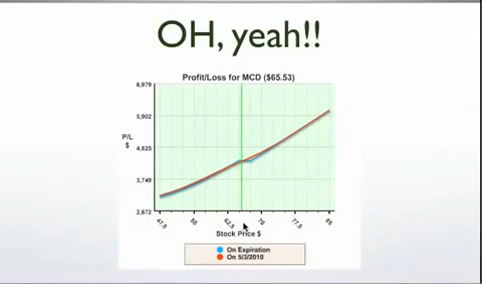 OH, yeah!!
Profit/Loss for MCD ($65.53)
6,979
5,902
P/L
$
4,825
3,749
2,672
47.5 55 62.5 70 77.5 85
Stock Price $
On Expiration
On 5/3/2010